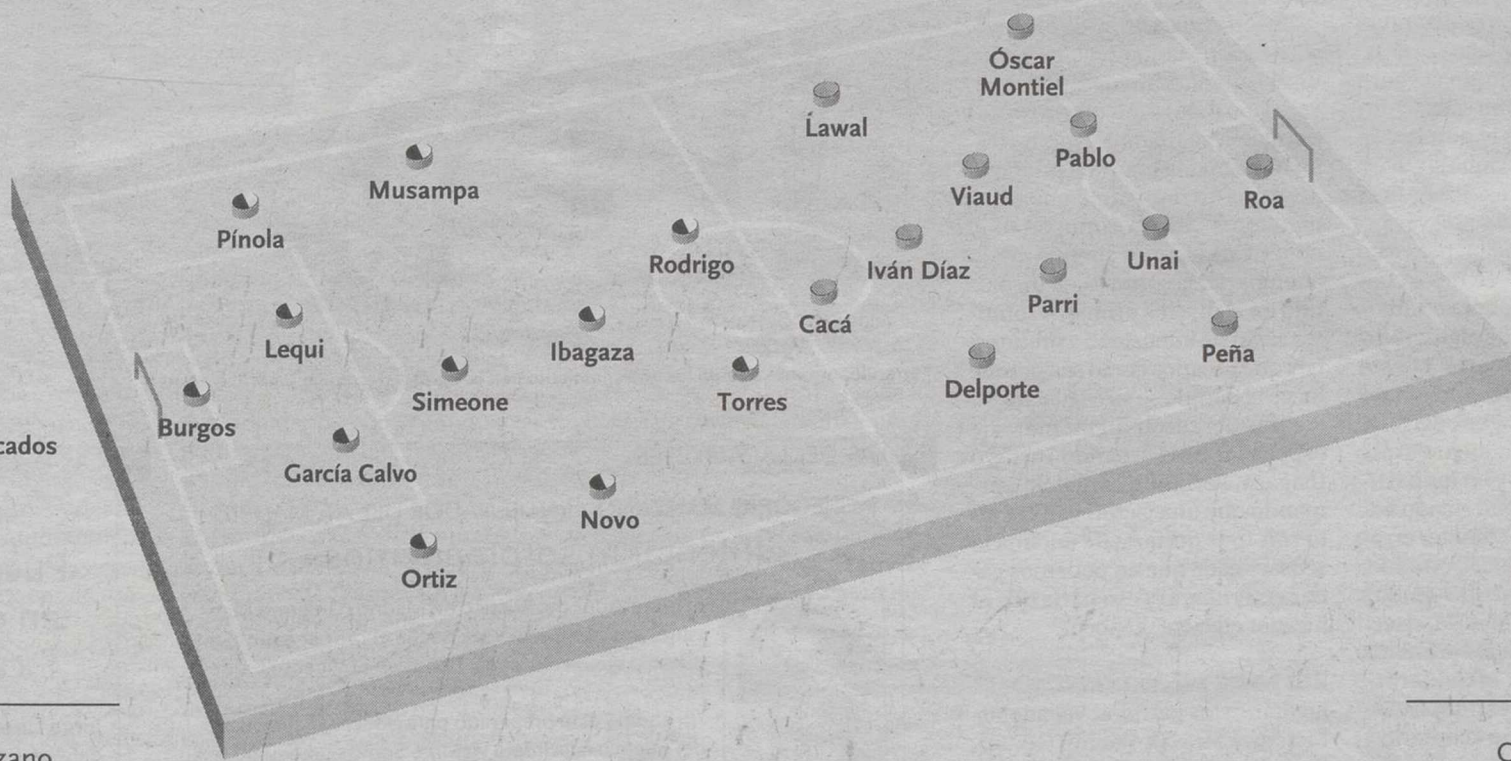 Óscar
Montiel
Ĺawal
Pablo
Musampa
Viaud
Roa
Pínola
Rodrigo
Iván Díaz
Unai
Parri
Cacá
Lequi
Ibagaza
Peña
Simeone
Torres
Delporte
Burgos
cados
García Calvo
Novo
Ortiz
zano